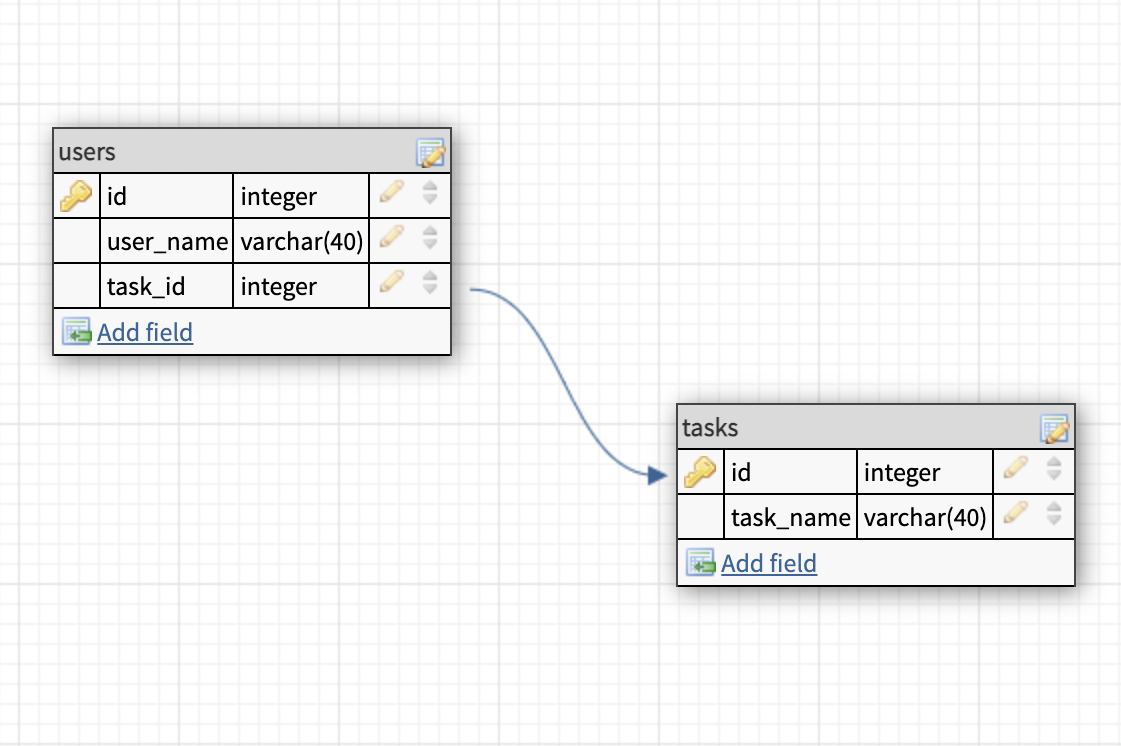 users
id integer
user_name varchar(40)
task_id integer
Add field
tasks
id integer
task_name varchar(40)
Add field